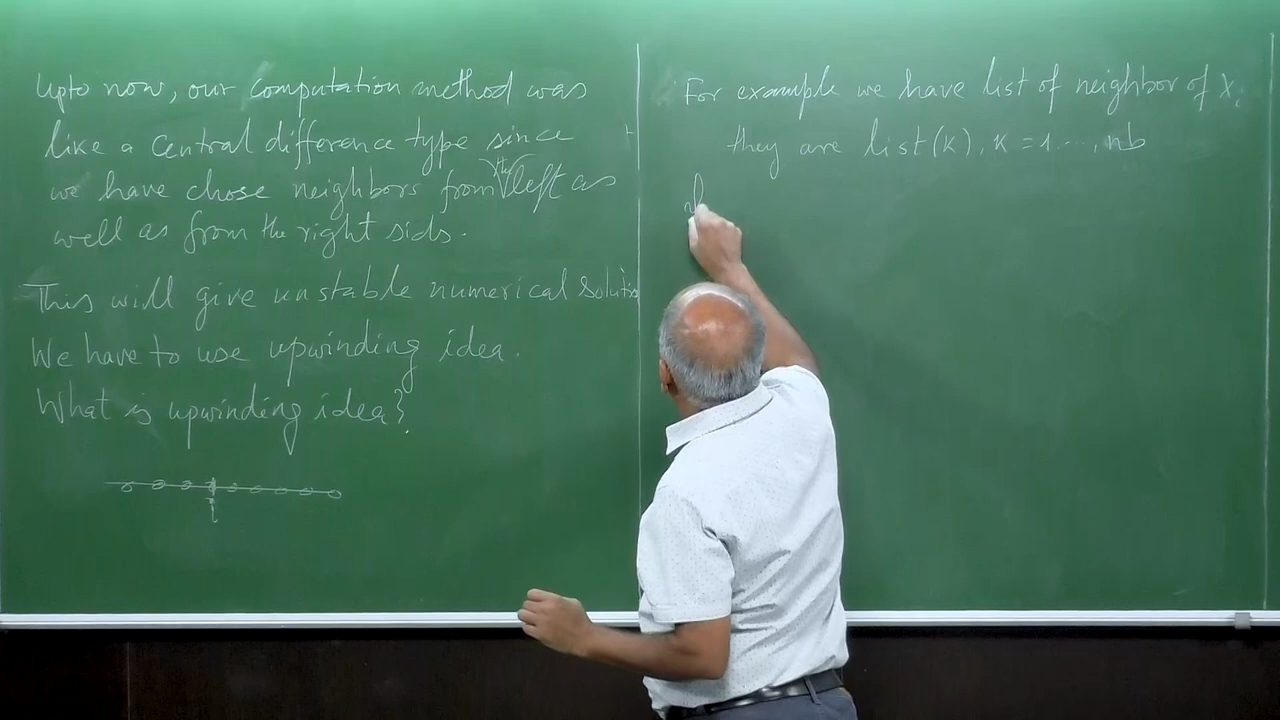 Upto now, our computation method was
like a central difference type since
we have chose neighbors from the left as
well as from the right sids.
This will give unstable numerical solutio
We have to use upwinding idea.
What is upwinding idea?
i
For example we have list of neighbor of Xi
they are list(k), k = 1...., nb